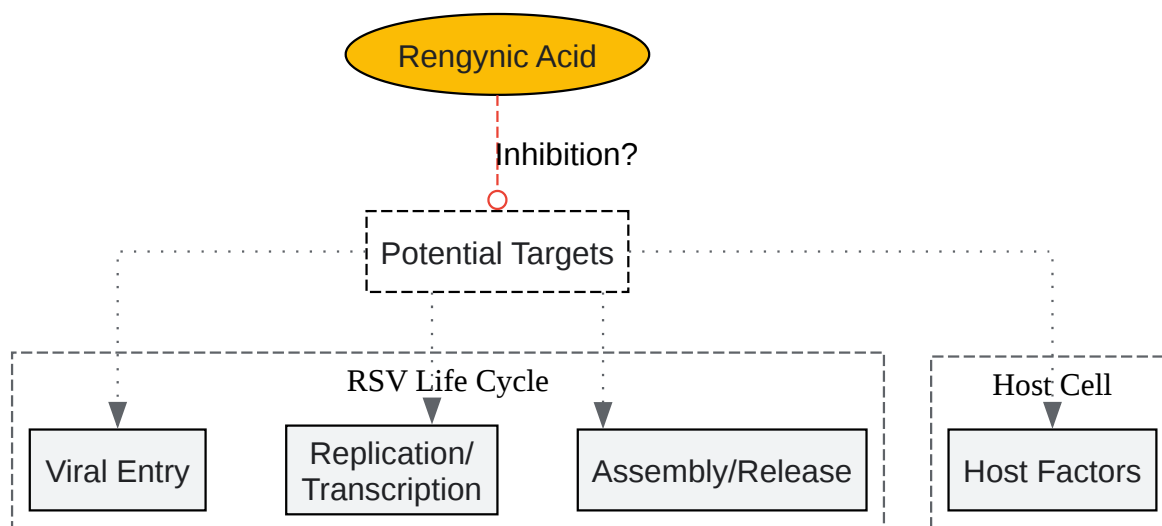 Rengynic Acid
Inhibition?
Potential Targets
RSV Life Cycle
Host Cell
Viral Entry
Replication/
Transcription
Assembly/Release
Host Factors